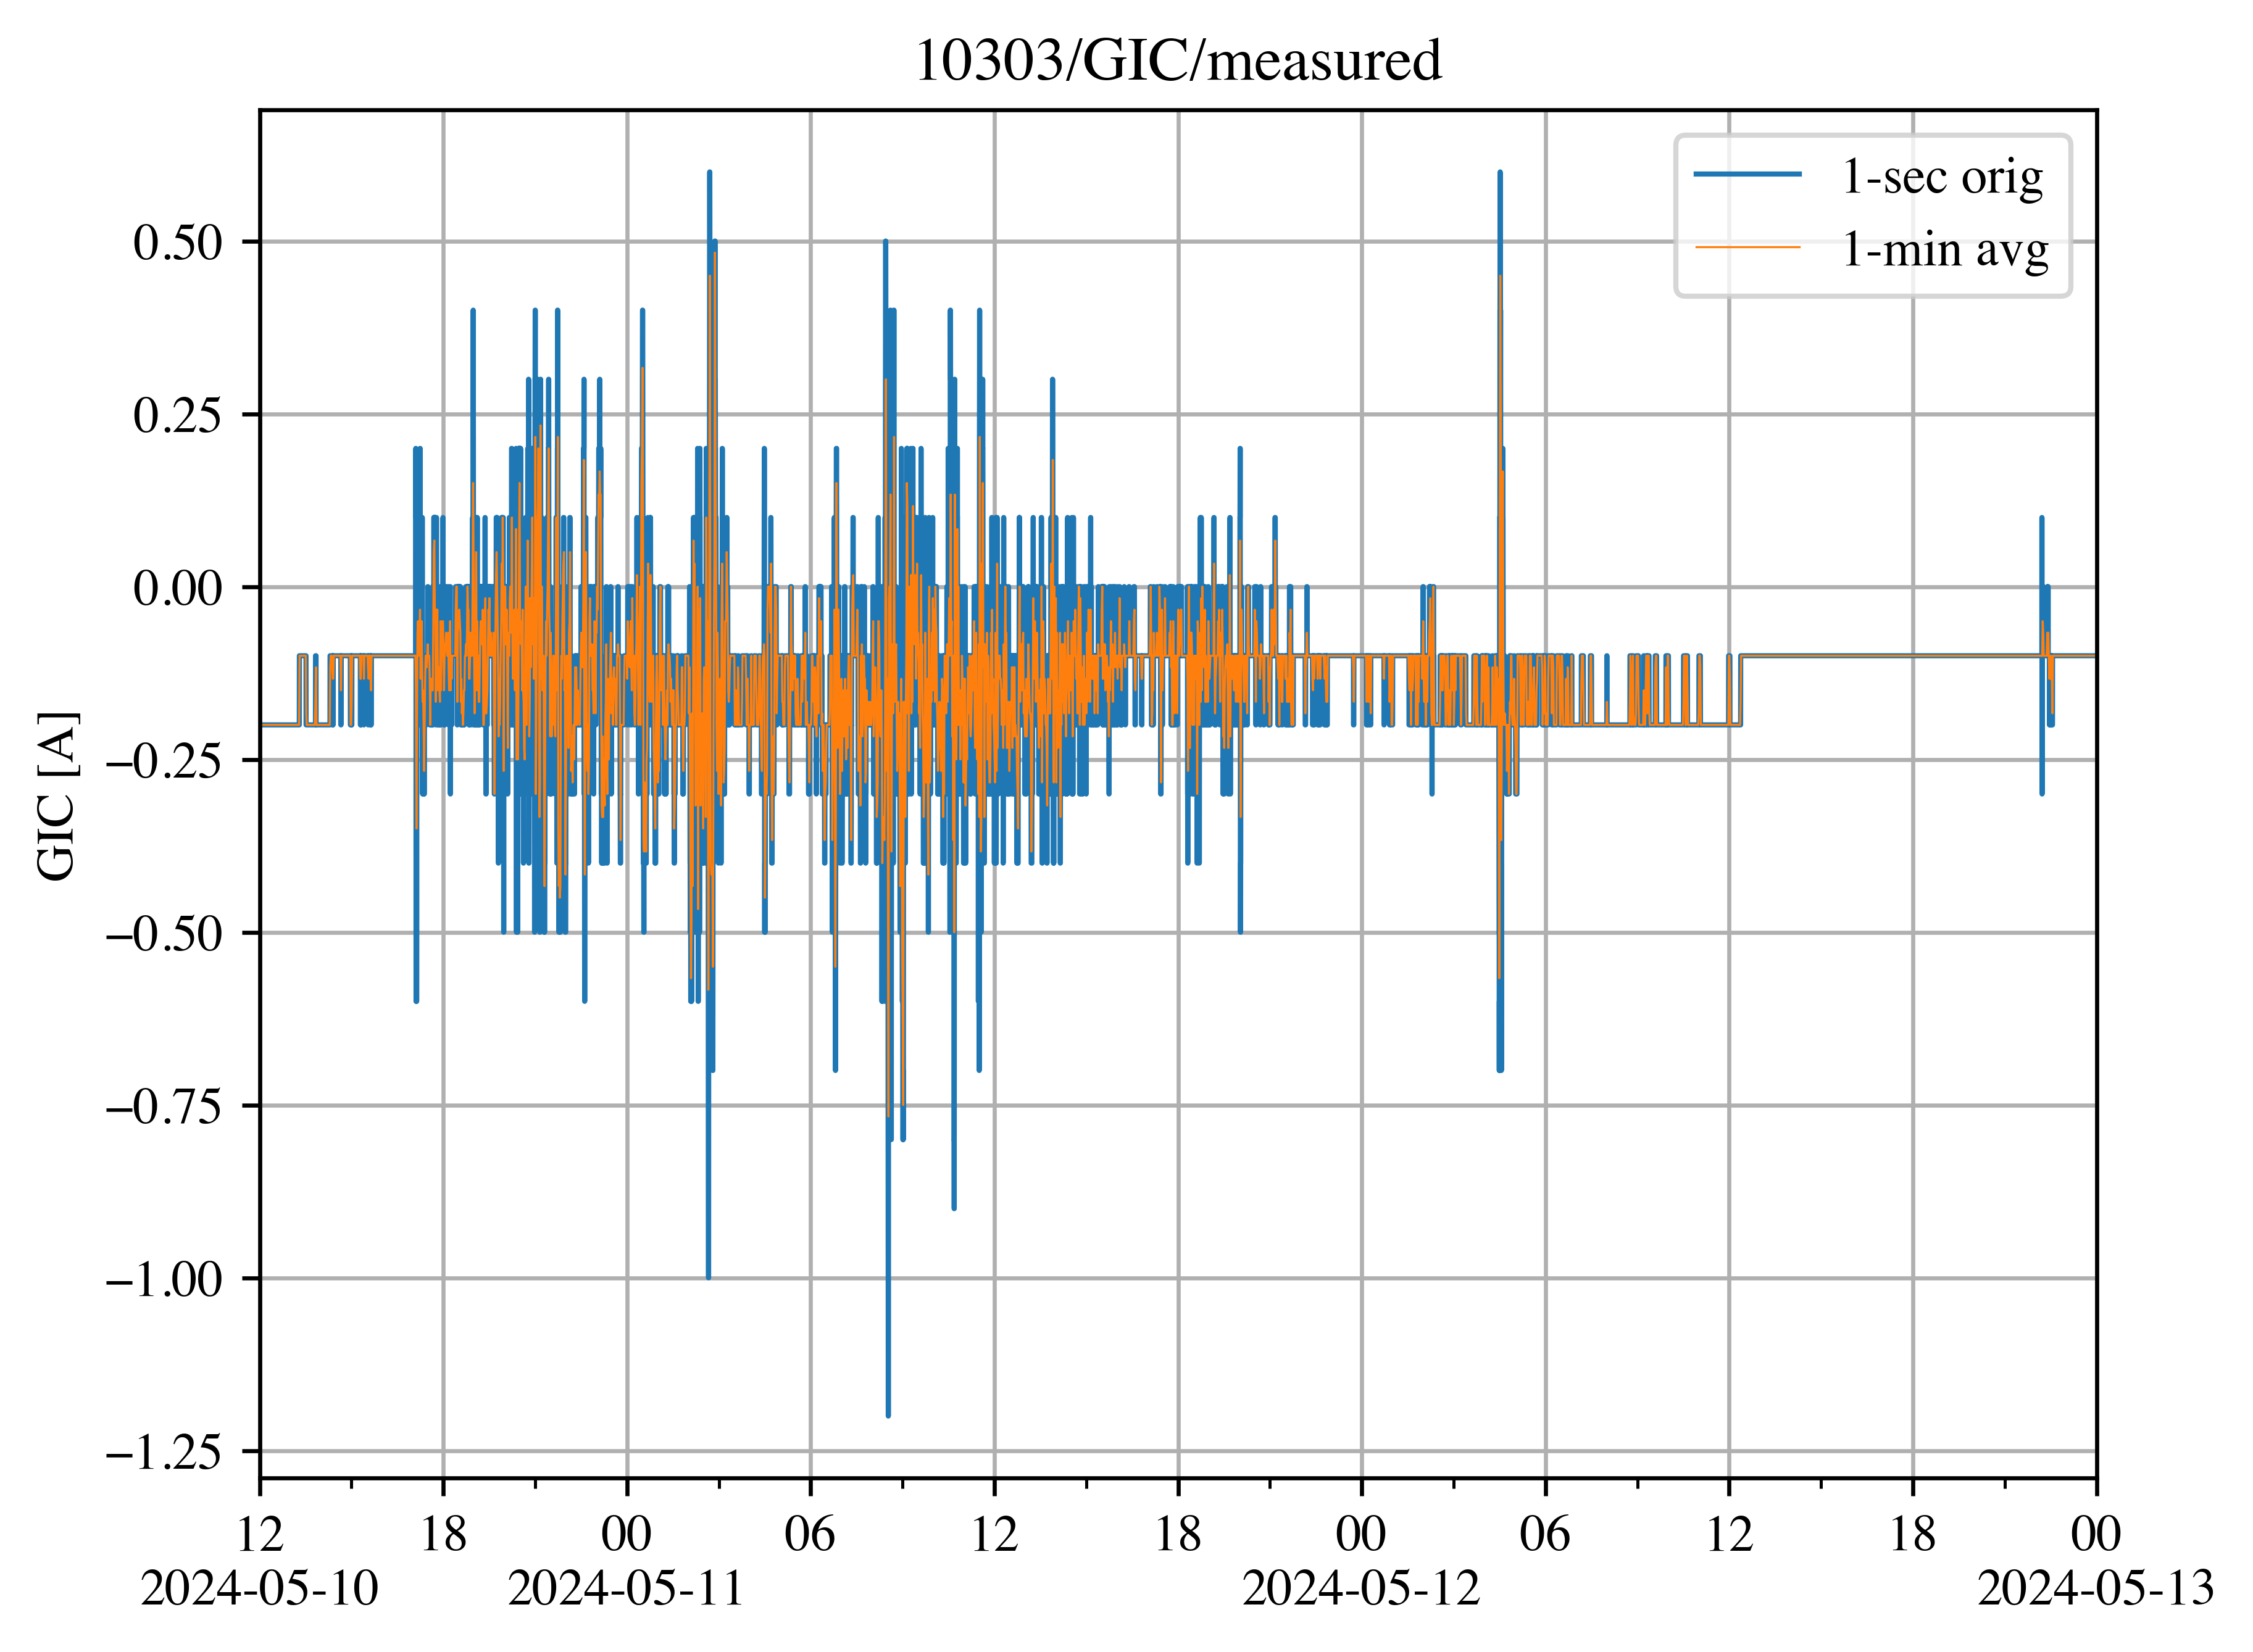 10303/GIC/measured
1-sec orig
1-min avg
0.50
0.25
0.00
−0.25
−0.50
−0.75
−1.00
−1.25
GIC [A]
12 18 00 06 12 18 00 06 12 18 00
2024-05-10 2024-05-11 2024-05-12 2024-05-13